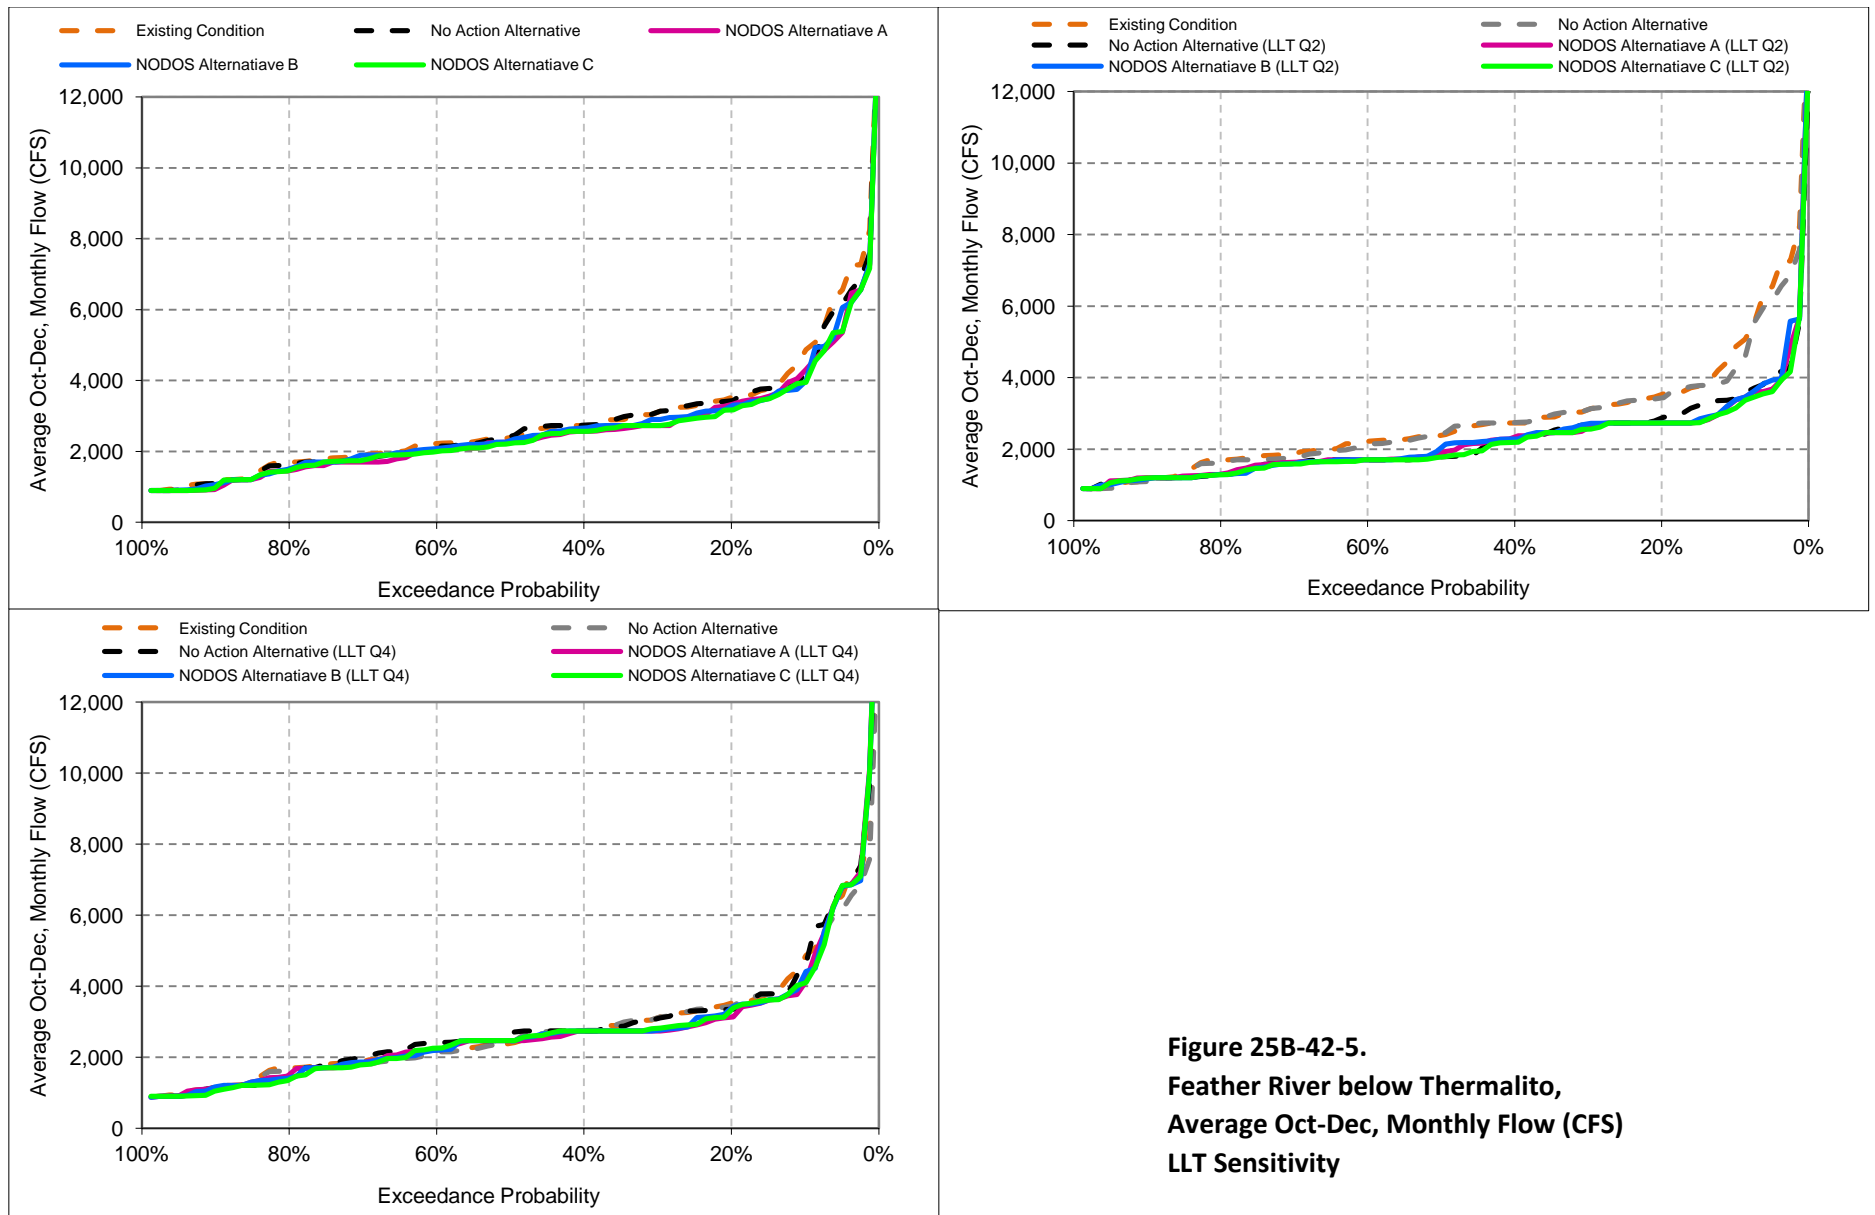 Existing Condition
No Action Alternative
NODOS Alternatiave A
NODOS Alternatiave B
NODOS Alternatiave C
Average Oct-Dec, Monthly Flow (CFS)
12,000
10,000
8,000
6,000
4,000
2,000
0
100% 80% 60% 40% 20% 0%
Exceedance Probability
Existing Condition
No Action Alternative
No Action Alternative (LLT Q2)
NODOS Alternatiave A (LLT Q2)
NODOS Alternatiave B (LLT Q2)
NODOS Alternatiave C (LLT Q2)
Average Oct-Dec, Monthly Flow (CFS)
12,000
10,000
8,000
6,000
4,000
2,000
0
100% 80% 60% 40% 20% 0%
Exceedance Probability
Existing Condition
No Action Alternative
No Action Alternative (LLT Q4)
NODOS Alternatiave A (LLT Q4)
NODOS Alternatiave B (LLT Q4)
NODOS Alternatiave C (LLT Q4)
Average Oct-Dec, Monthly Flow (CFS)
12,000
10,000
8,000
6,000
4,000
2,000
0
100% 80% 60% 40% 20% 0%
Exceedance Probability
Figure 25B-42-5.
Feather River below Thermalito,
Average Oct-Dec, Monthly Flow (CFS)
LLT Sensitivity